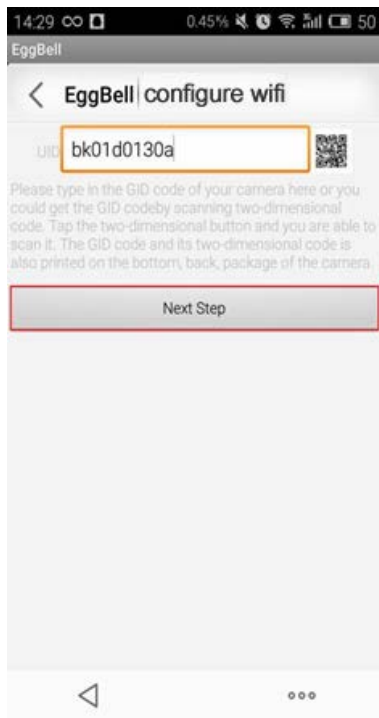 14:29 0.45% 50
EggBell
EggBell configure wifi
UID bk01d0130a
Please type in the GID code of your camera here or you
could get the GID codeby scanning two-dimensional
code. Tap the two-dimensional button and you are able to
scan it. The GID code and its two-dimensional code is
also printed on the bottom, back, package of the camera.
Next Step